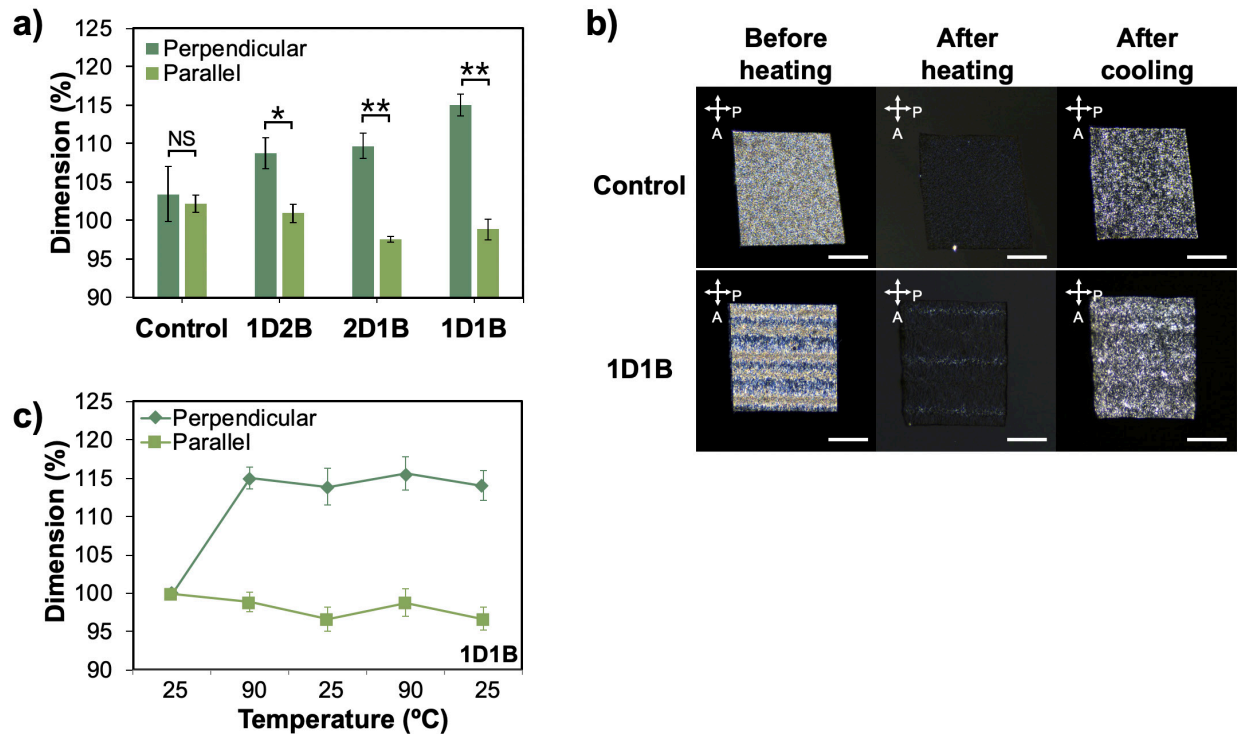 a)
125
120
115
110
105
100
95
90
Dimension (%)
Perpendicular
Parallel
NS
*
**
**
Control
1D2B
2D1B
1D1B
b)
Before
heating
After
heating
After
cooling
Control
P
A
P
A
P
A
1D1B
P
A
P
A
P
A
c)
125
120
115
110
105
100
95
90
Dimension (%)
Perpendicular
Parallel
1D1B
25
90
25
90
25
Temperature (ºC)